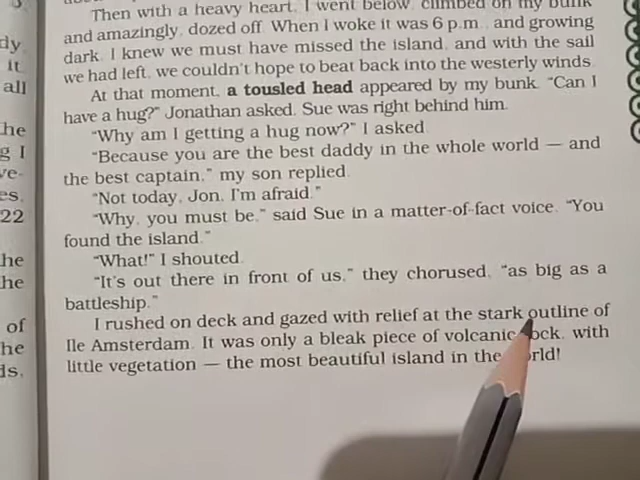 Then with a heavy heart, I went below, climbed on my bunk
and amazingly, dozed off. When I woke it was 6 p.m., and growing
dark. I knew we must have missed the island, and with the sail
we had left, we couldn't hope to beat back into the westerly winds.
At that moment, a tousled head appeared by my bunk. “Can I
have a hug?” Jonathan asked. Sue was right behind him.
“Why am I getting a hug now?” I asked.
“Because you are the best daddy in the whole world — and
the best captain,” my son replied.
“Not today, Jon, I'm afraid.”
“Why, you must be,” said Sue in a matter-of-fact voice. “You
found the island.”
“What!” I shouted.
“It's out there in front of us,” they chorused, “as big as a
battleship.”
I rushed on deck and gazed with relief at the stark outline of
Ile Amsterdam. It was only a bleak piece of volcanic with
little vegetation — the most beautiful island in the
it
all
22
of